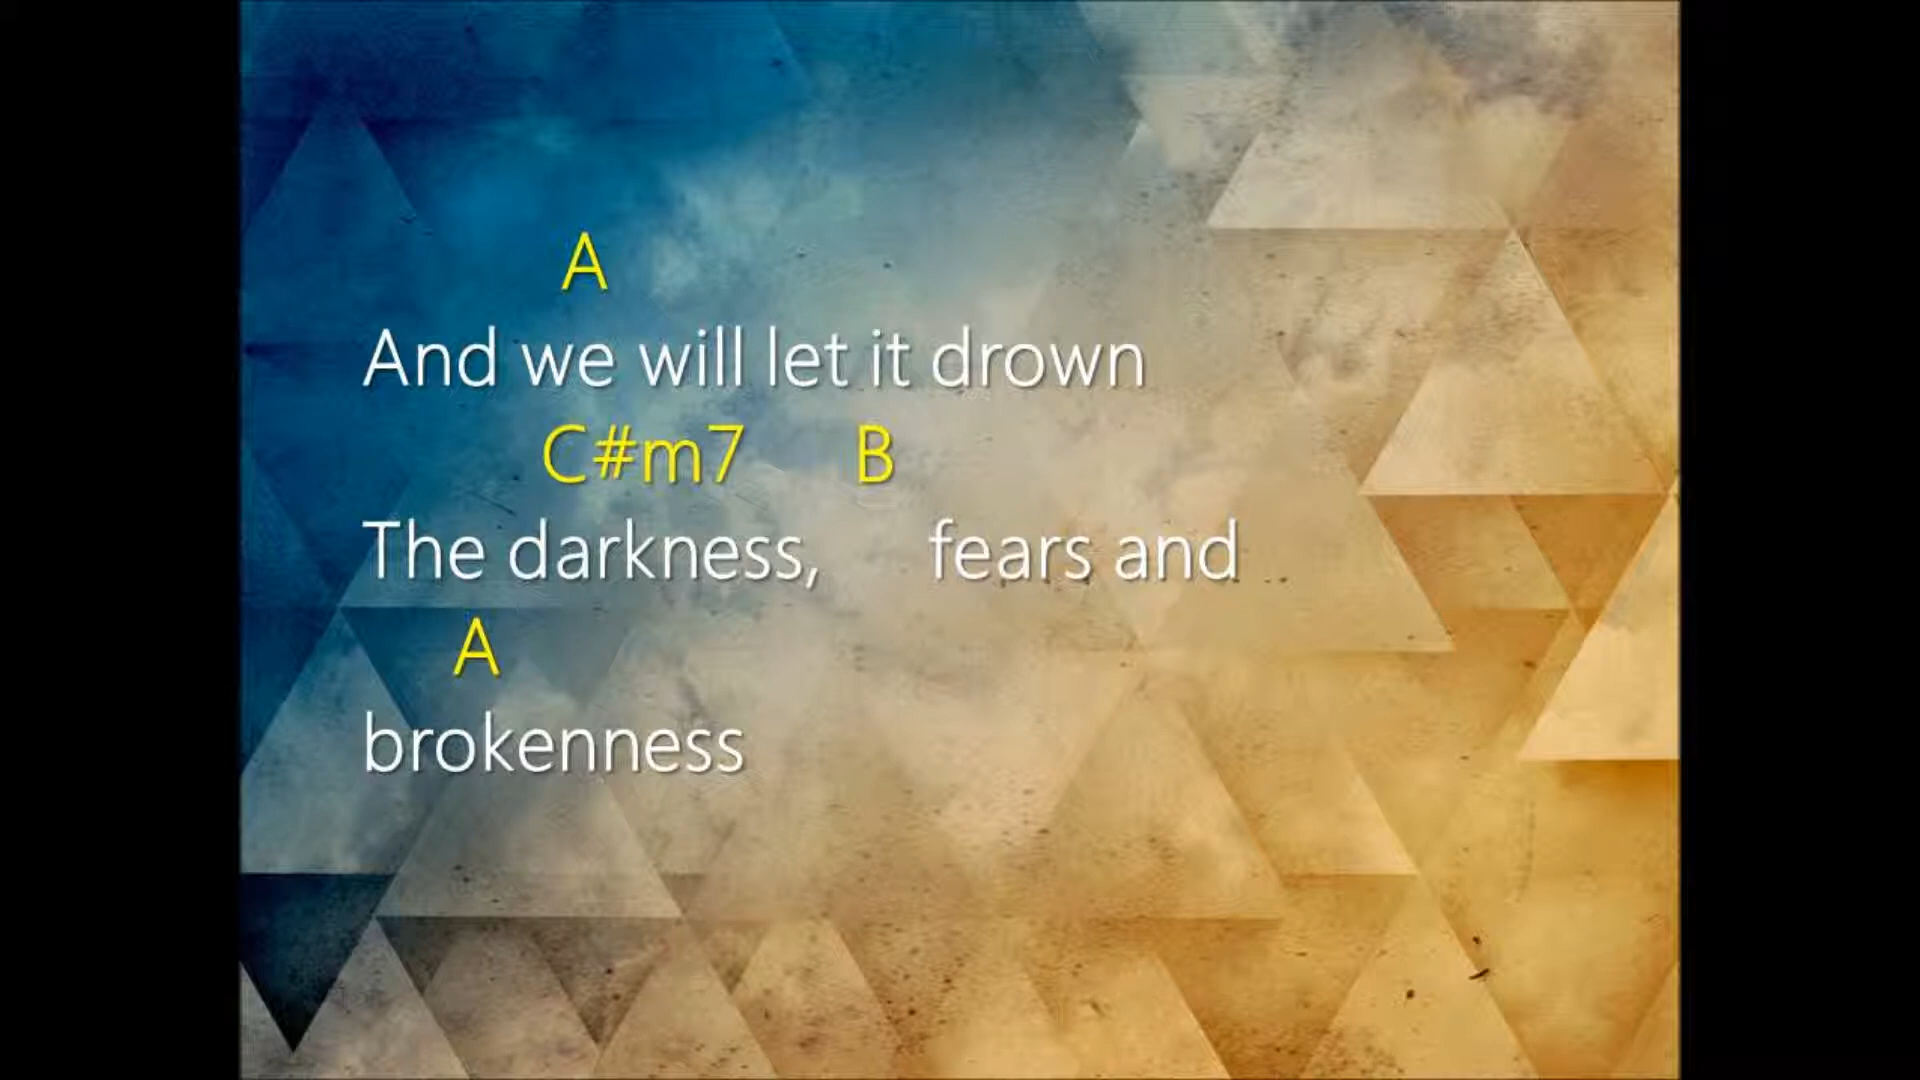 A
And we will let it drown
C#m7 B
The darkness, fears and
A
brokenness